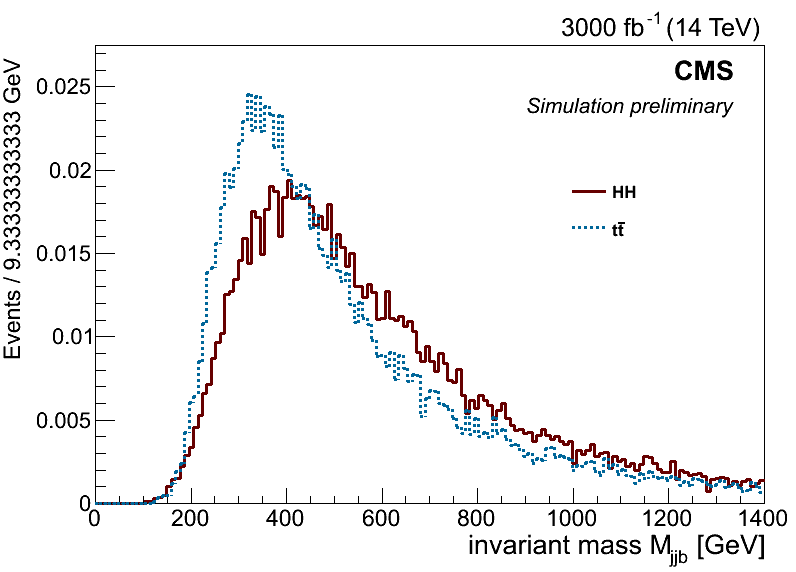 3000 fb⁻¹ (14 TeV)
CMS
Simulation preliminary
HH
tt̄
Events / 9.33333333333 GeV
0.025
0.02
0.015
0.01
0.005
0
0 200 400 600 800 1000 1200 1400
invariant mass M_jjb [GeV]